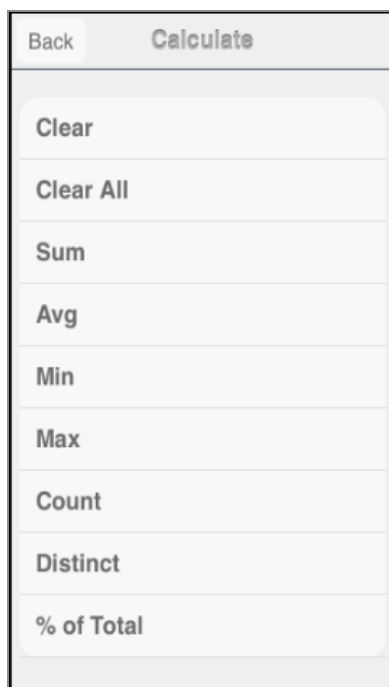 Back Calculate
Clear
Clear All
Sum
Avg
Min
Max
Count
Distinct
% of Total